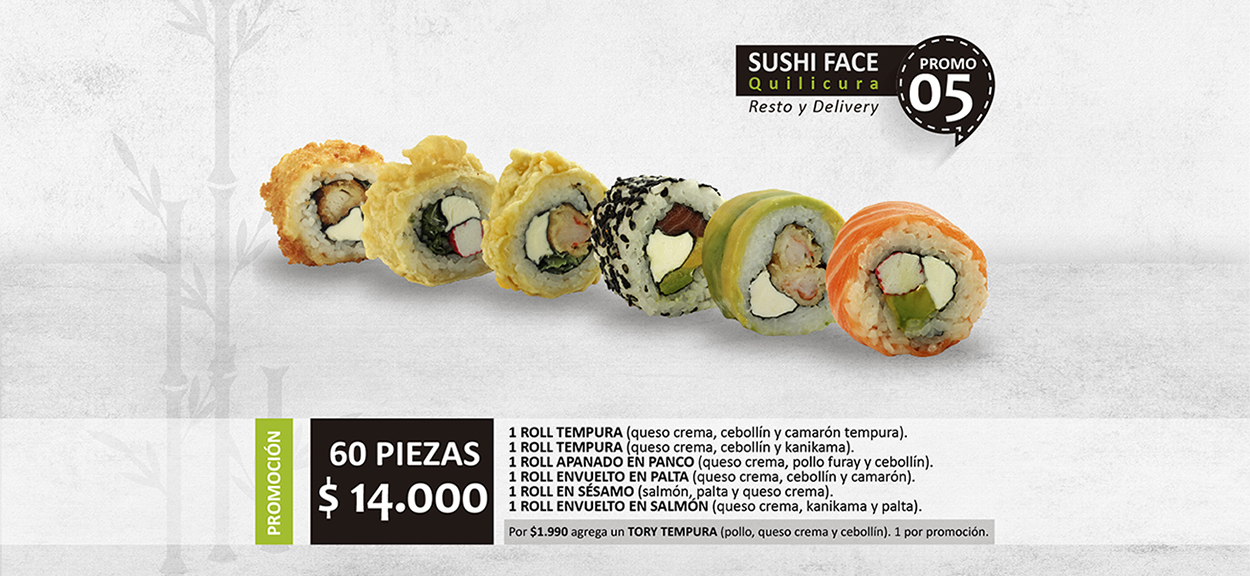 SUSHI FACE
Quilicura
Resto y Delivery
PROMO
05
PROMOCIÓN
60 PIEZAS
$ 14.000
1 ROLL TEMPURA (queso crema, cebollín y camarón tempura).
1 ROLL TEMPURA (queso crema, cebollín y kanikama).
1 ROLL APANADO EN PANCO (queso crema, pollo furay y cebollín).
1 ROLL ENVUELTO EN PALTA (queso crema, cebollín y camarón).
1 ROLL EN SÉSAMO (salmón, palta y queso crema).
1 ROLL ENVUELTO EN SALMÓN (queso crema, kanikama y palta).
Por $1.990 agrega un TORY TEMPURA (pollo, queso crema y cebollín). 1 por promoción.